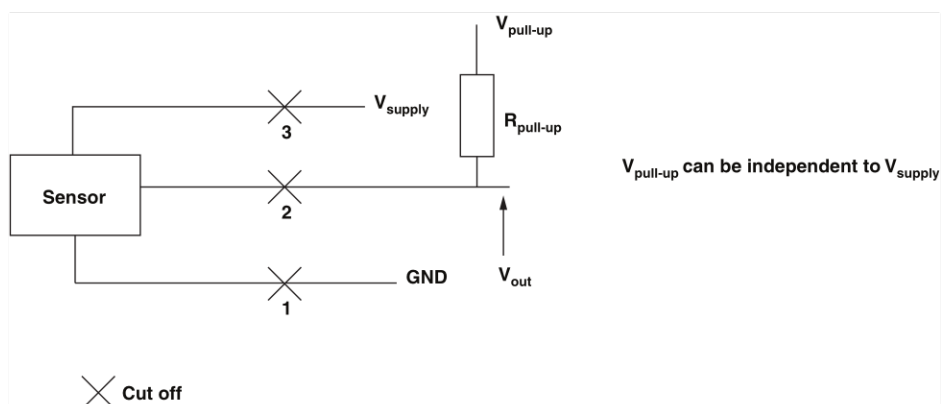 Vpull-up
Vsupply
3
Rpull-up
Vpull-up can be independent to Vsupply
Sensor
2
GND
Vout
1
Cut off